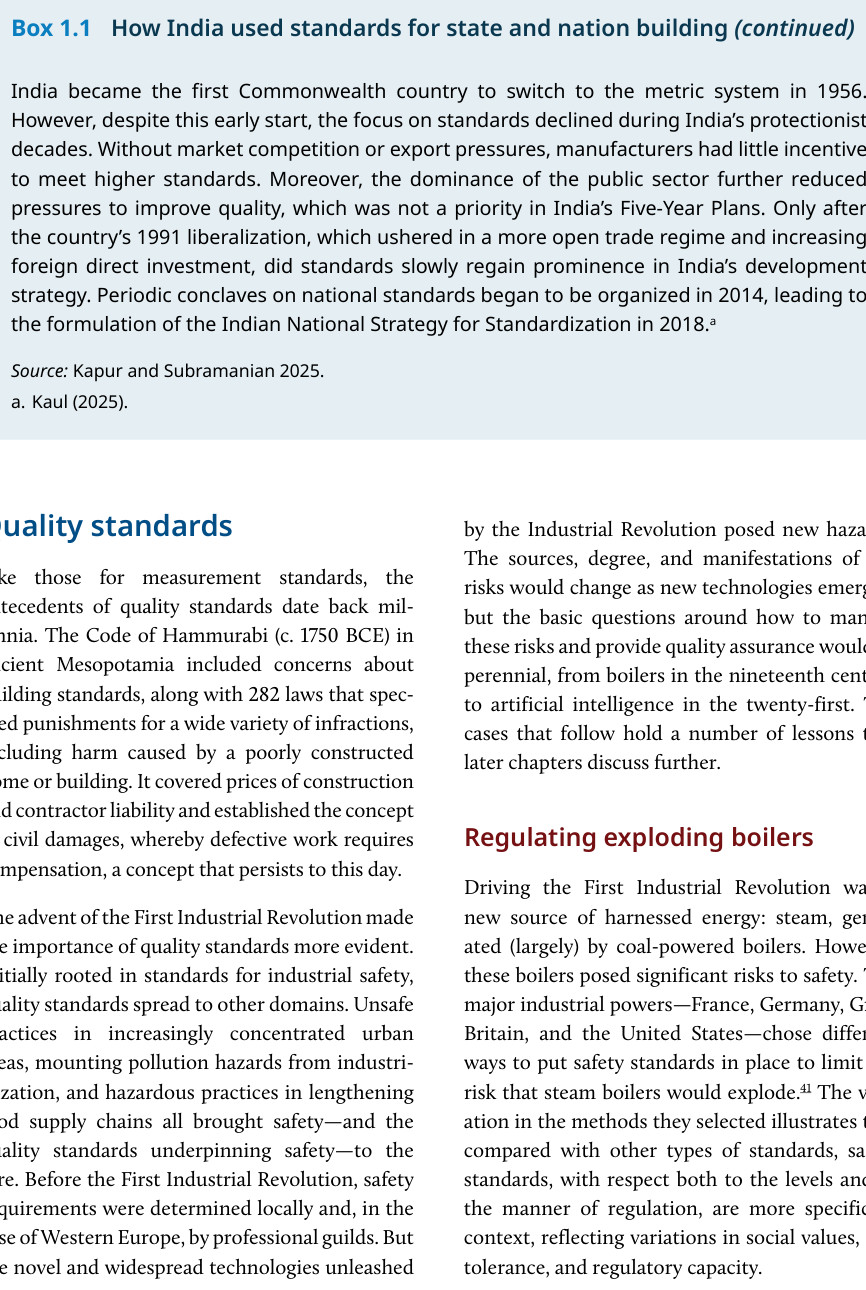 Box 1.1 How India used standards for state and nation building (continued)
India became the first Commonwealth country to switch to the metric system in 1956.
However, despite this early start, the focus on standards declined during India's protectionist
decades. Without market competition or export pressures, manufacturers had little incentive
to meet higher standards. Moreover, the dominance of the public sector further reduced
pressures to improve quality, which was not a priority in India's Five-Year Plans. Only after
the country's 1991 liberalization, which ushered in a more open trade regime and increasing
foreign direct investment, did standards slowly regain prominence in India's development
strategy. Periodic conclaves on national standards began to be organized in 2014, leading to
the formulation of the Indian National Strategy for Standardization in 2018.a
Source: Kapur and Subramanian 2025.
a. Kaul (2025).
Quality standards
ke those for measurement standards, the
tecedents of quality standards date back mil-
nnia. The Code of Hammurabi (c. 1750 BCE) in
cient Mesopotamia included concerns about
ilding standards, along with 282 laws that spec-
ed punishments for a wide variety of infractions,
cluding harm caused by a poorly constructed
ome or building. It covered prices of construction
d contractor liability and established the concept
civil damages, whereby defective work requires
mpensation, a concept that persists to this day.
he advent of the First Industrial Revolution made
e importance of quality standards more evident.
itially rooted in standards for industrial safety,
uality standards spread to other domains. Unsafe
actices in increasingly concentrated urban
eas, mounting pollution hazards from industri-
ization, and hazardous practices in lengthening
od supply chains all brought safety—and the
uality standards underpinning safety—to the
re. Before the First Industrial Revolution, safety
quirements were determined locally and, in the
se of Western Europe, by professional guilds. But
e novel and widespread technologies unleashed
by the Industrial Revolution posed new haza
The sources, degree, and manifestations of
risks would change as new technologies emerg
but the basic questions around how to man
these risks and provide quality assurance would
perennial, from boilers in the nineteenth cent
to artificial intelligence in the twenty-first. T
cases that follow hold a number of lessons t
later chapters discuss further.
Regulating exploding boilers
Driving the First Industrial Revolution wa
new source of harnessed energy: steam, gen
ated (largely) by coal-powered boilers. Howe
these boilers posed significant risks to safety. T
major industrial powers—France, Germany, Gr
Britain, and the United States—chose differ
ways to put safety standards in place to limit
risk that steam boilers would explode.41 The v
ation in the methods they selected illustrates t
compared with other types of standards, sa
standards, with respect both to the levels and
the manner of regulation, are more specific
context, reflecting variations in social values,
tolerance, and regulatory capacity.